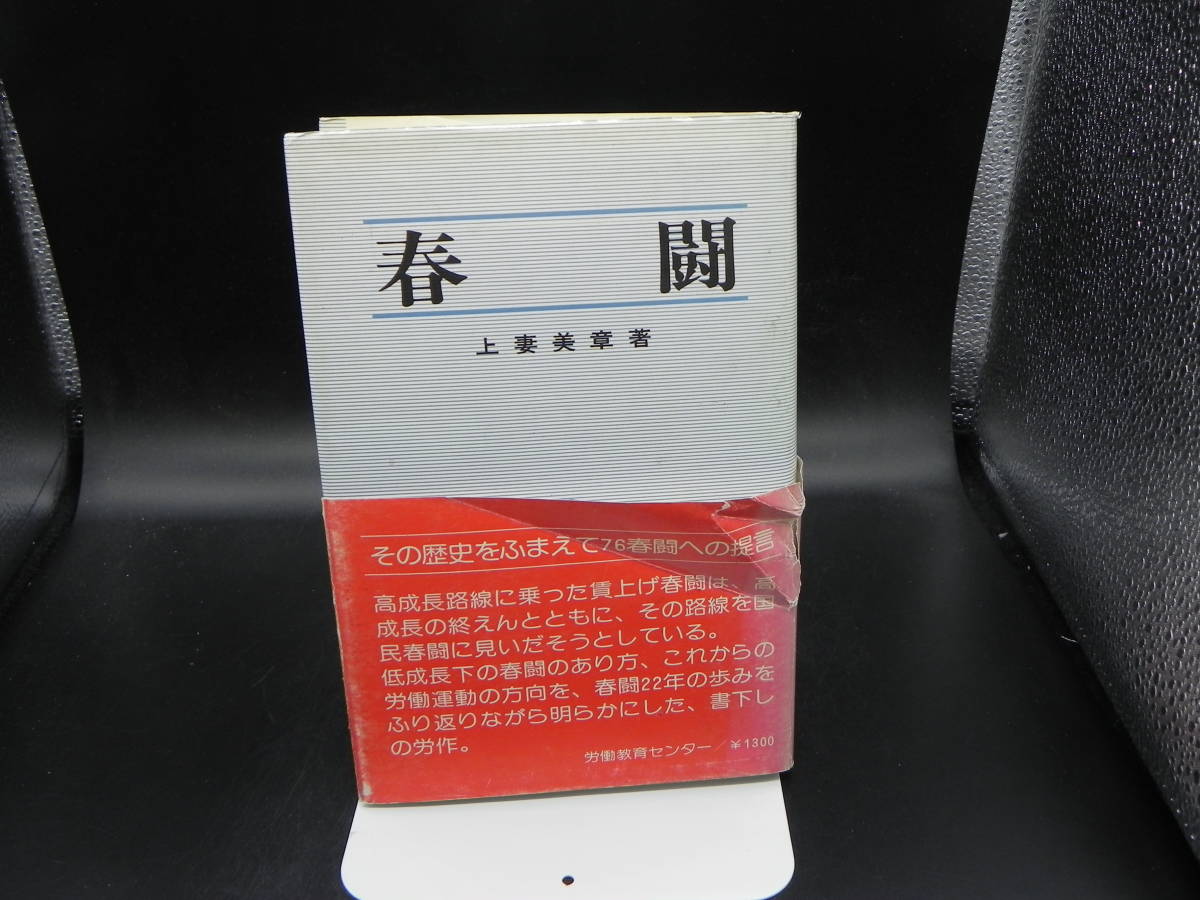 春闘
上妻美章著
その歴史をふまえて76春闘への提言
高成長路線に乗った賃上げ春闘は、高
成長の終えんとともに、その路線を国
民春闘に見いだそうとしている。
低成長下の春闘のあり方、これからの
労働運動の方向を、春闘22年の歩みを
ふり返りながら明らかにした、書下し
の労作。
労働教育センター/¥1300